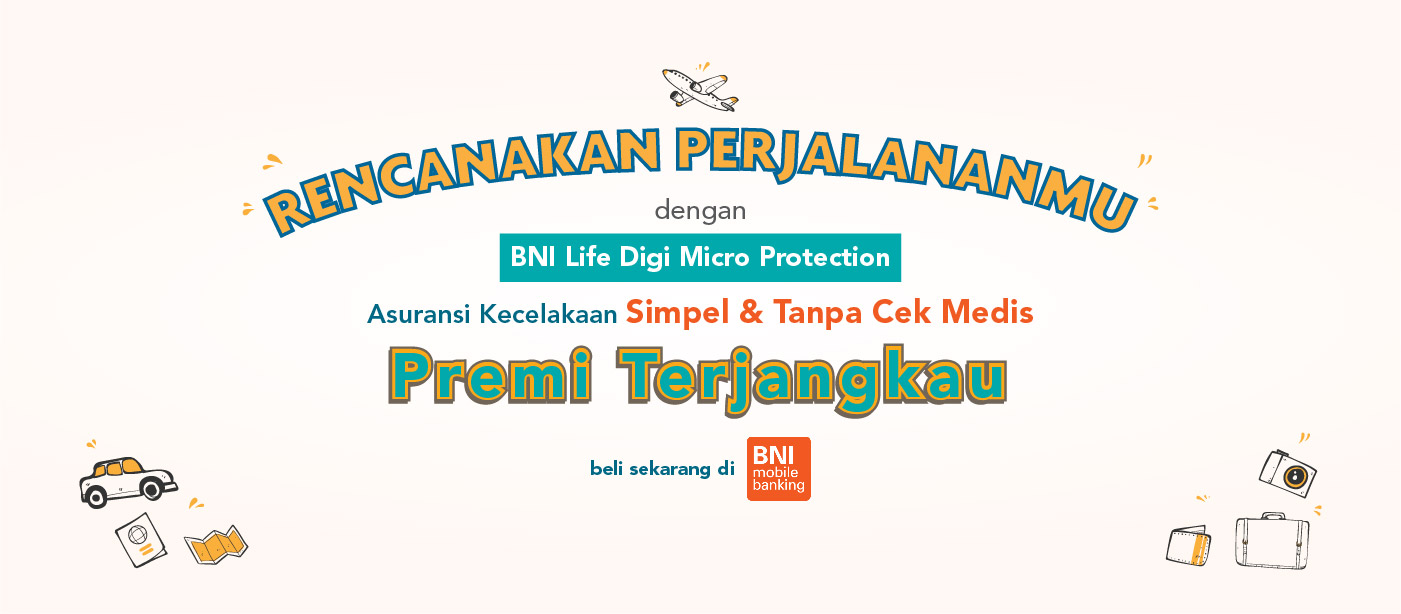 RENCANAKAN PERJALANANMU
dengan
BNI Life Digi Micro Protection
Asuransi Kecelakaan Simpel & Tanpa Cek Medis
Premi Terjangkau
beli sekarang di
BNI
mobile
banking